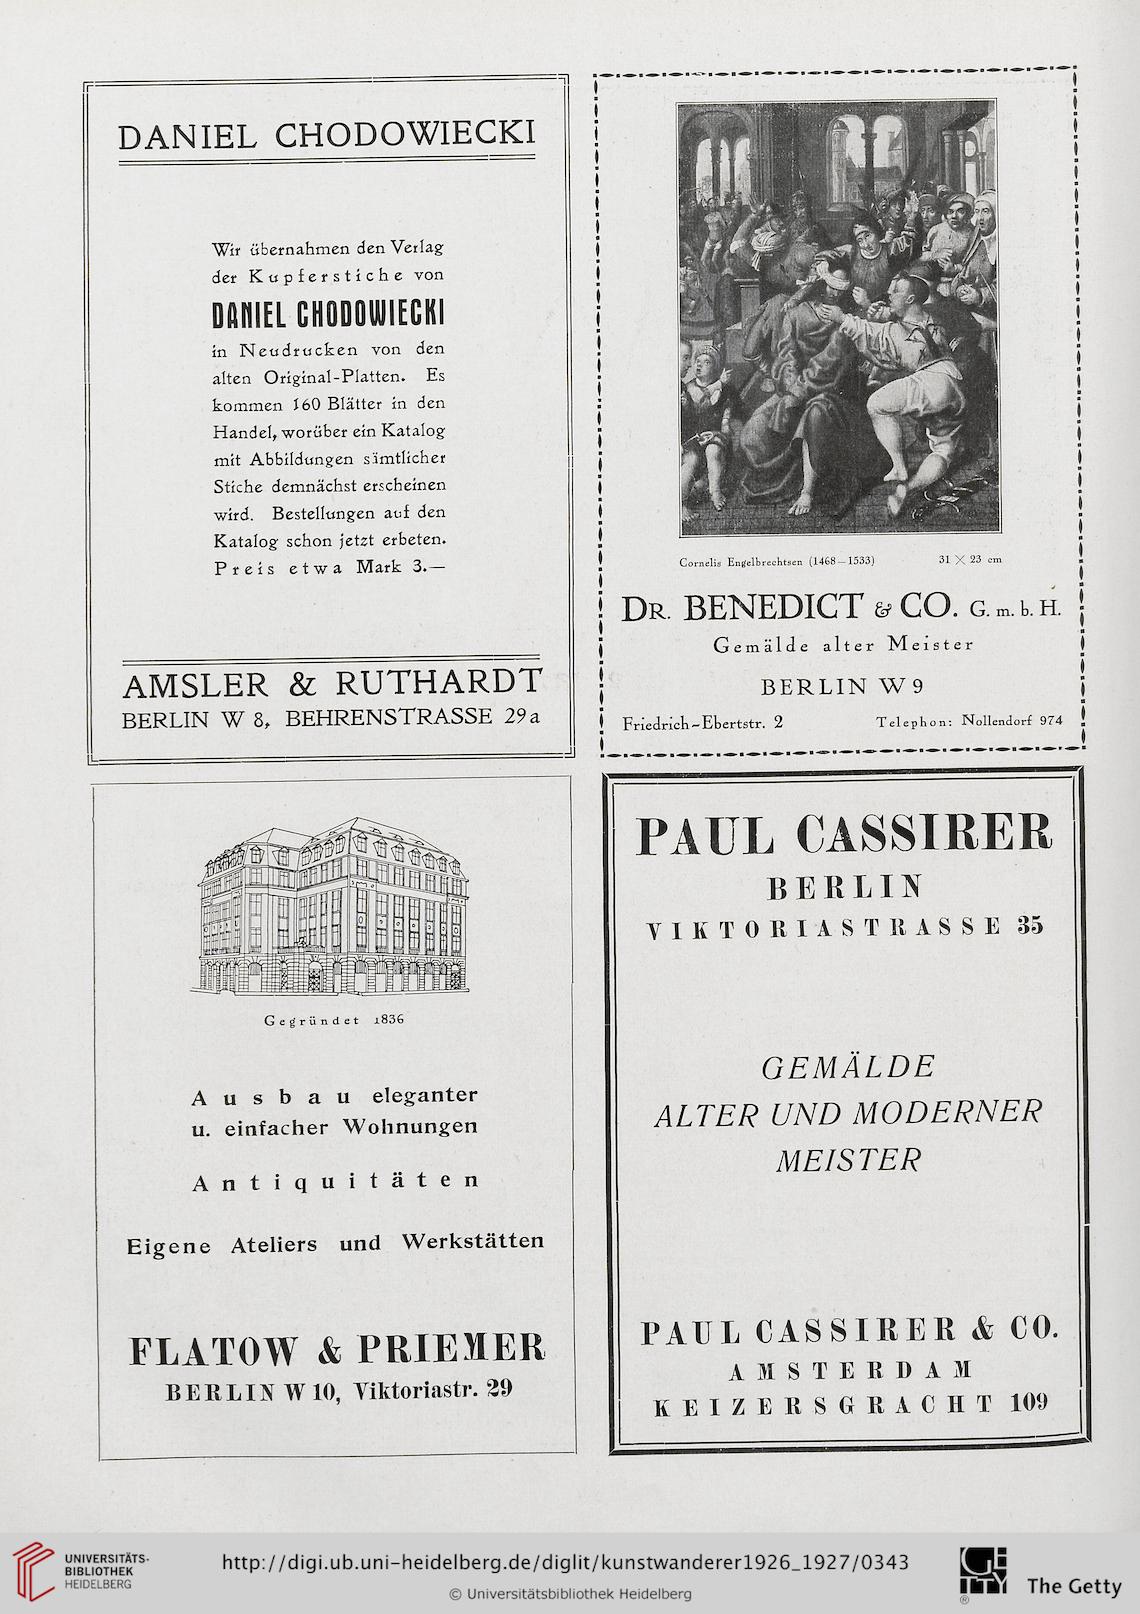 DANIEL CHODOWIECKI
Wir übernahmen den Verlag
der Kupferstiche von
DANIEL CHODOWIECKI
in Neudrucken von den
alten Original-Platten. Es
kommen 160 Blätter in den
Handel, worüber ein Katalog
mit Abbildungen sämtlicher
Stiche demnächst erscheinen
wird. Bestellungen auf den
Katalog schon jetzt erbeten.
Preis etwa Mark 3.—
AMSLER & RUTHARDT
BERLIN W 8, BEHRENSTRASSE 29a
Cornelis Engelbrechtsen (1468—1533) 31 × 23 cm
DR. BENEDICT & CO. G. m. b. H.
Gemälde alter Meister
BERLIN W 9
Friedrich-Ebertstr. 2 Telephon: Nollendorf 974
Gegründet 1836
Ausbau eleganter
u. einfacher Wohnungen
Antiquitäten
Eigene Ateliers und Werkstätten
FLATOW & PRIEMER
BERLIN W 10, Viktoriastr. 29
PAUL CASSIRER
BERLIN
VIKTORIASTRASSE 35
GEMÄLDE
ALTER UND MODERNER
MEISTER
PAUL CASSIRER & CO.
AMSTERDAM
KEIZERSGRACHT 109
UNIVERSITÄTS-
BIBLIOTHEK
HEIDELBERG
http://digi.ub.uni-heidelberg.de/diglit/kunstwanderer1926_1927/0343
© Universitätsbibliothek Heidelberg
GETTY
®
The Getty